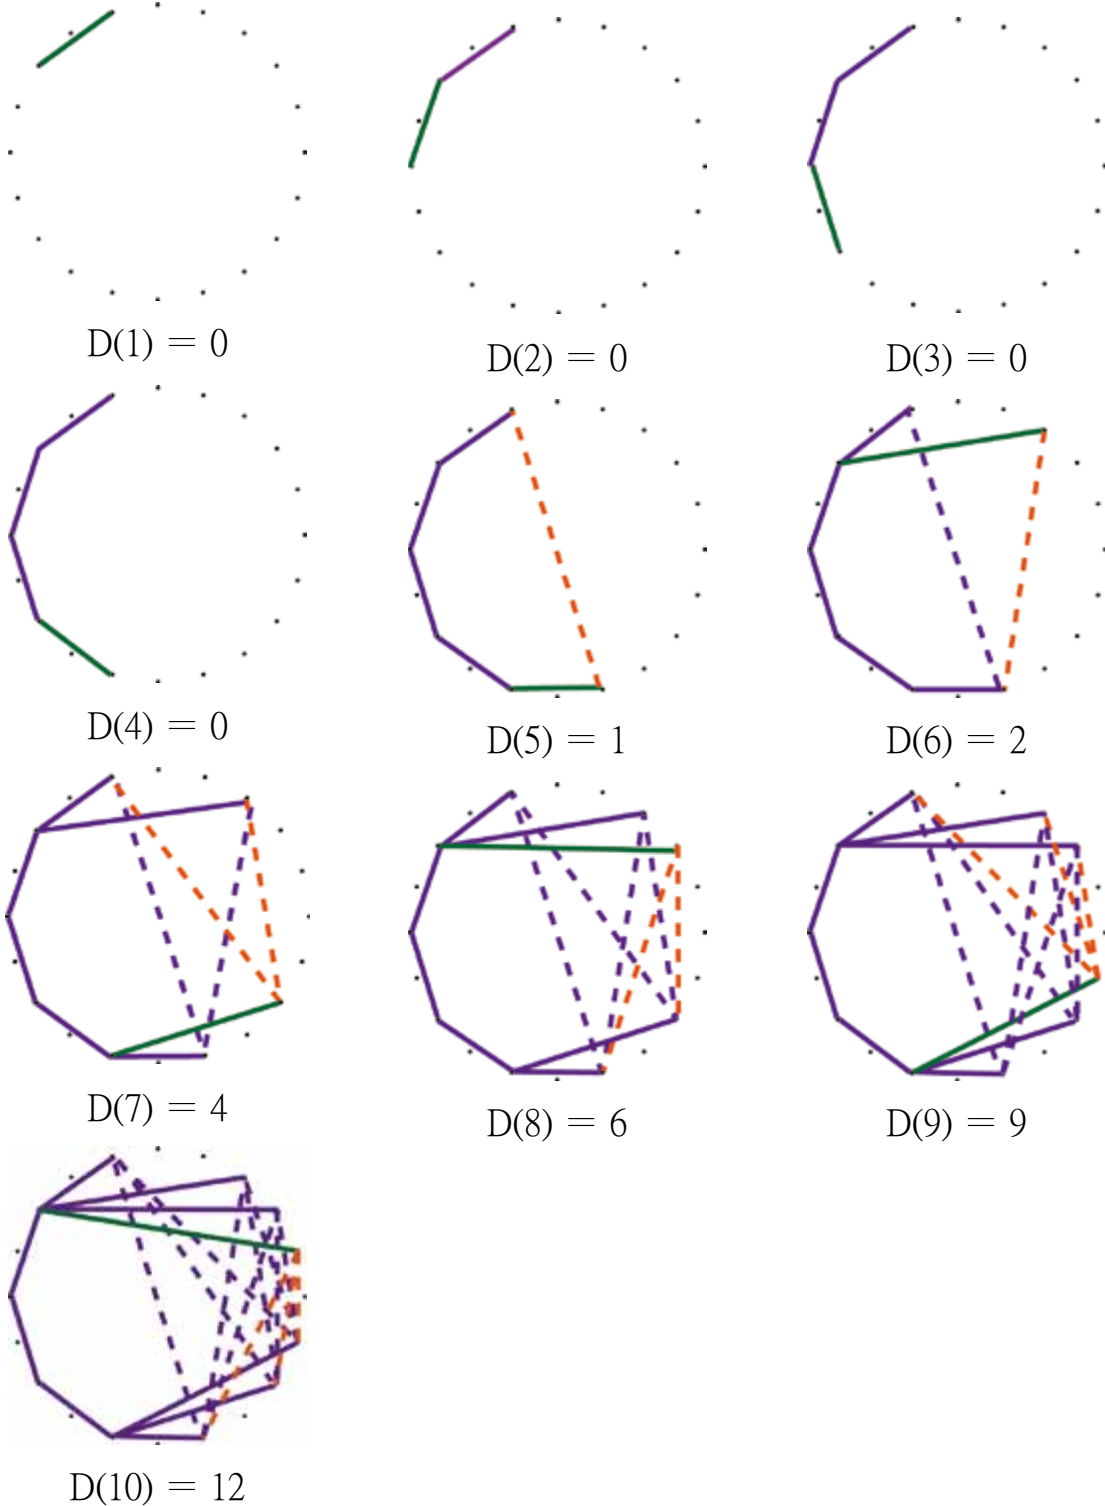 D(1) = 0
D(2) = 0
D(3) = 0
D(4) = 0
D(5) = 1
D(6) = 2
D(7) = 4
D(8) = 6
D(9) = 9
D(10) = 12